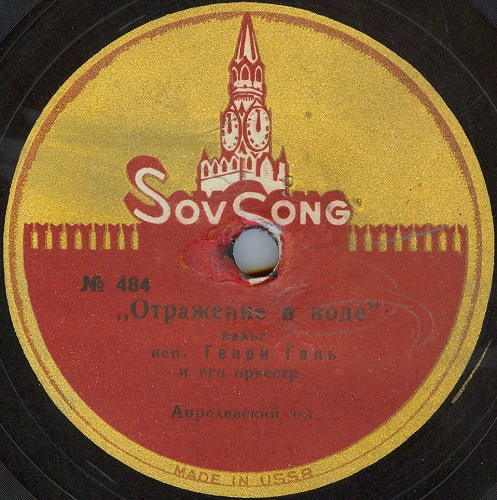 SOVSONG
№ 484
„Отражение в воде"
вальс
исп. Генри Галь
и его оркестр
Апрелевский з-д
MADE IN USSR